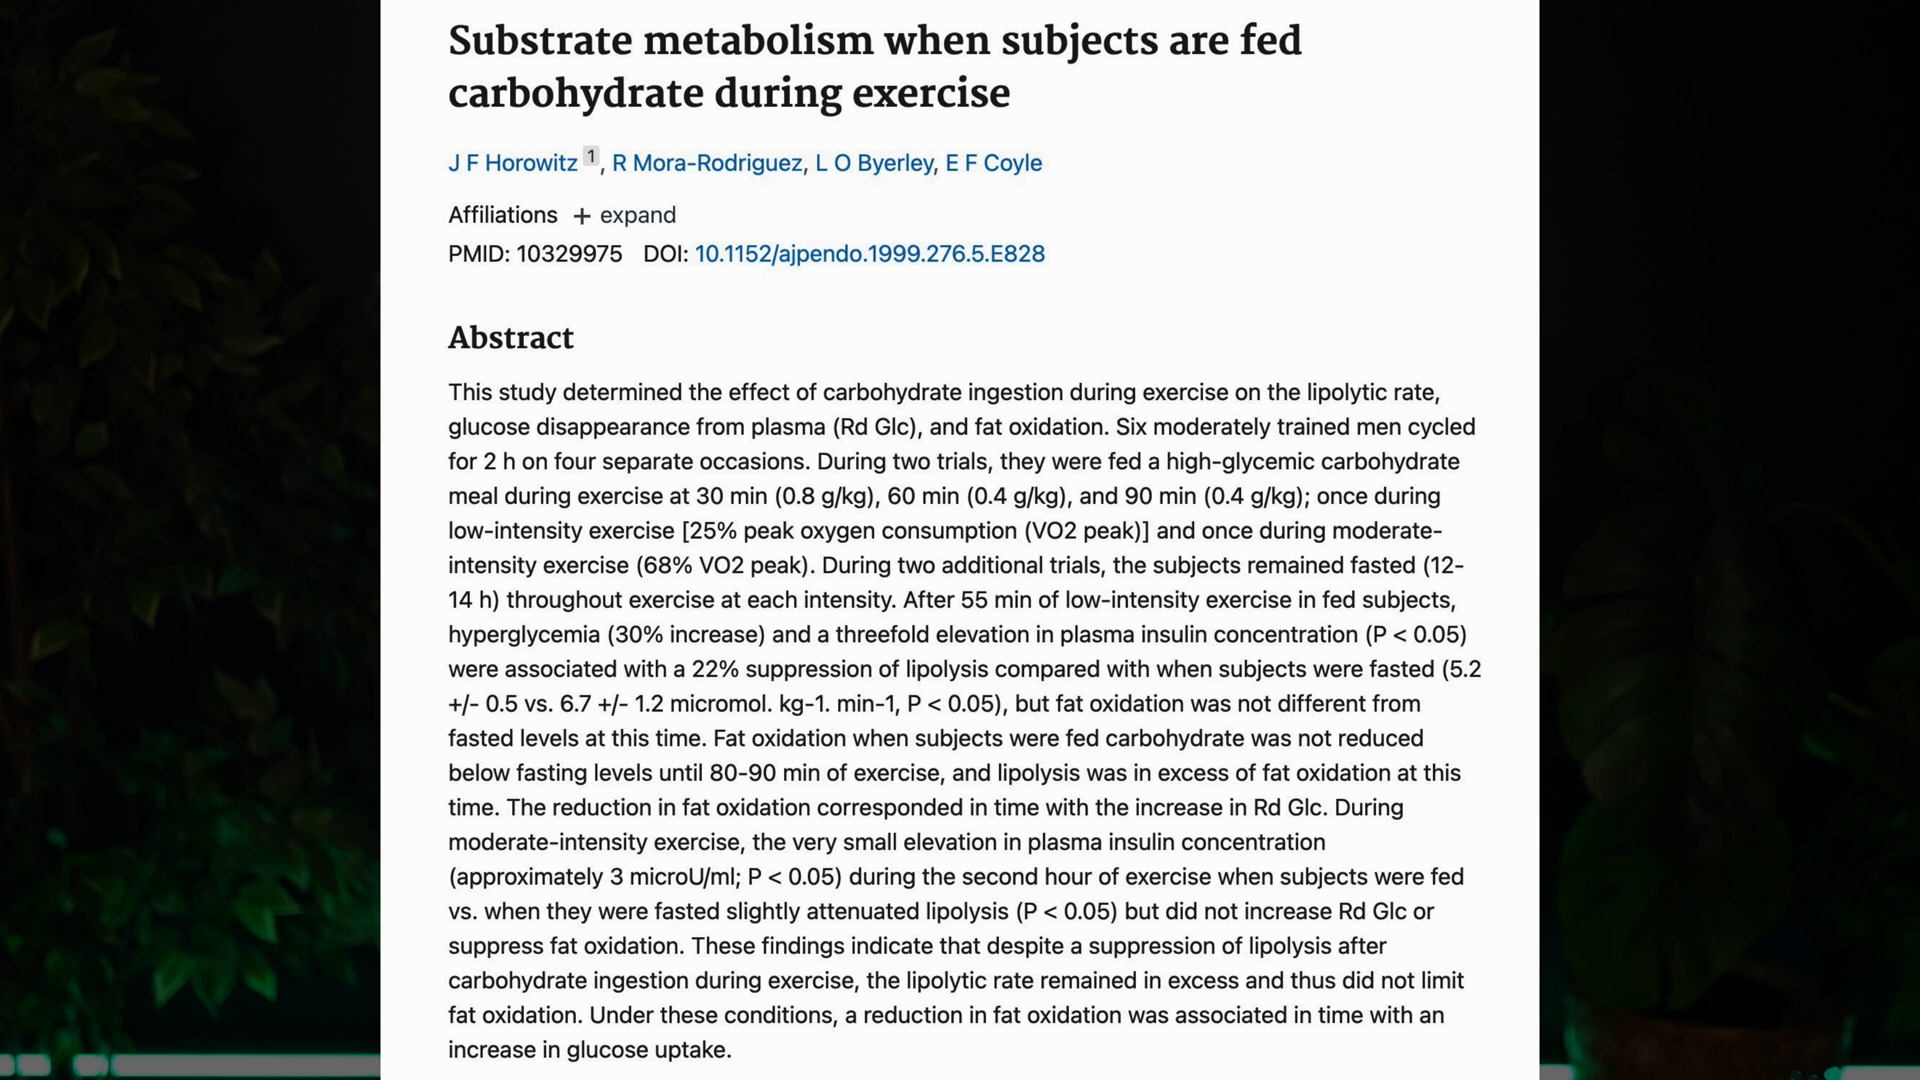 Substrate metabolism when subjects are fed
carbohydrate during exercise
J F Horowitz 1, R Mora-Rodriguez, L O Byerley, E F Coyle
Affiliations + expand
PMID: 10329975 DOI: 10.1152/ajpendo.1999.276.5.E828
Abstract
This study determined the effect of carbohydrate ingestion during exercise on the lipolytic rate,
glucose disappearance from plasma (Rd Glc), and fat oxidation. Six moderately trained men cycled
for 2 h on four separate occasions. During two trials, they were fed a high-glycemic carbohydrate
meal during exercise at 30 min (0.8 g/kg), 60 min (0.4 g/kg), and 90 min (0.4 g/kg); once during
low-intensity exercise [25% peak oxygen consumption (VO2 peak)] and once during moderate-
intensity exercise (68% VO2 peak). During two additional trials, the subjects remained fasted (12-
14 h) throughout exercise at each intensity. After 55 min of low-intensity exercise in fed subjects,
hyperglycemia (30% increase) and a threefold elevation in plasma insulin concentration (P < 0.05)
were associated with a 22% suppression of lipolysis compared with when subjects were fasted (5.2
+/- 0.5 vs. 6.7 +/- 1.2 micromol. kg-1. min-1, P < 0.05), but fat oxidation was not different from
fasted levels at this time. Fat oxidation when subjects were fed carbohydrate was not reduced
below fasting levels until 80-90 min of exercise, and lipolysis was in excess of fat oxidation at this
time. The reduction in fat oxidation corresponded in time with the increase in Rd Glc. During
moderate-intensity exercise, the very small elevation in plasma insulin concentration
(approximately 3 microU/ml; P < 0.05) during the second hour of exercise when subjects were fed
vs. when they were fasted slightly attenuated lipolysis (P < 0.05) but did not increase Rd Glc or
suppress fat oxidation. These findings indicate that despite a suppression of lipolysis after
carbohydrate ingestion during exercise, the lipolytic rate remained in excess and thus did not limit
fat oxidation. Under these conditions, a reduction in fat oxidation was associated in time with an
increase in glucose uptake.